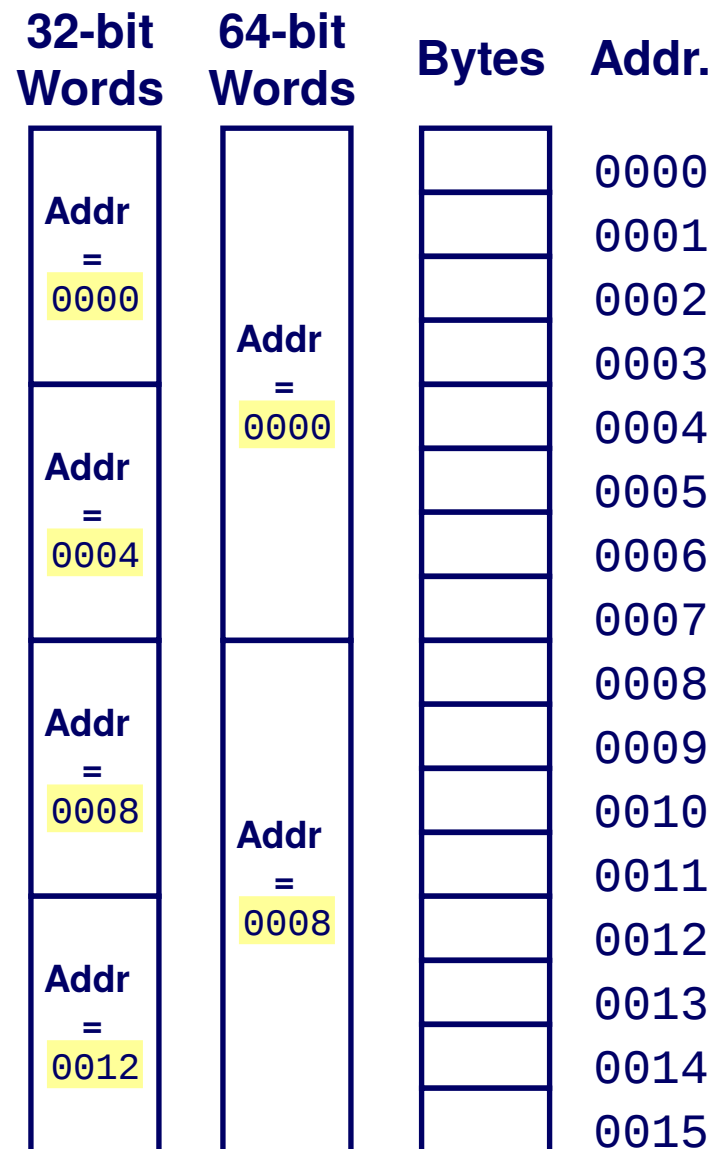 32-bit
Words
64-bit
Words
Bytes
Addr.
Addr
=
0000
Addr
=
0004
Addr
=
0008
Addr
=
0012
Addr
=
0000
Addr
=
0008
0000
0001
0002
0003
0004
0005
0006
0007
0008
0009
0010
0011
0012
0013
0014
0015